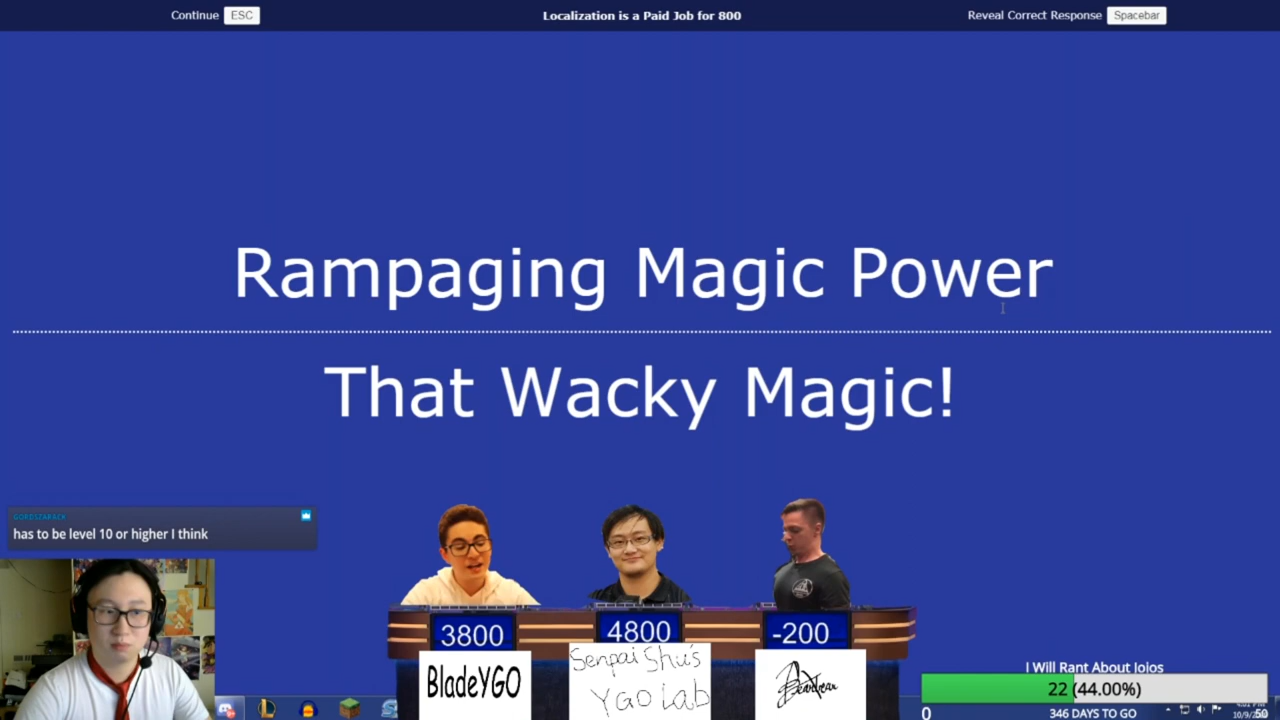 Continue ESC
Localization is a Paid Job for 800
Reveal Correct Response Spacebar
Rampaging Magic Power
That Wacky Magic!
has to be level 10 or higher I think
3800
4800
-200
BladeYGO
Senpai Shu's
YGO Lab
I Will Rant About Jojos
22 (44.00%)
0
346 DAYS TO GO
50